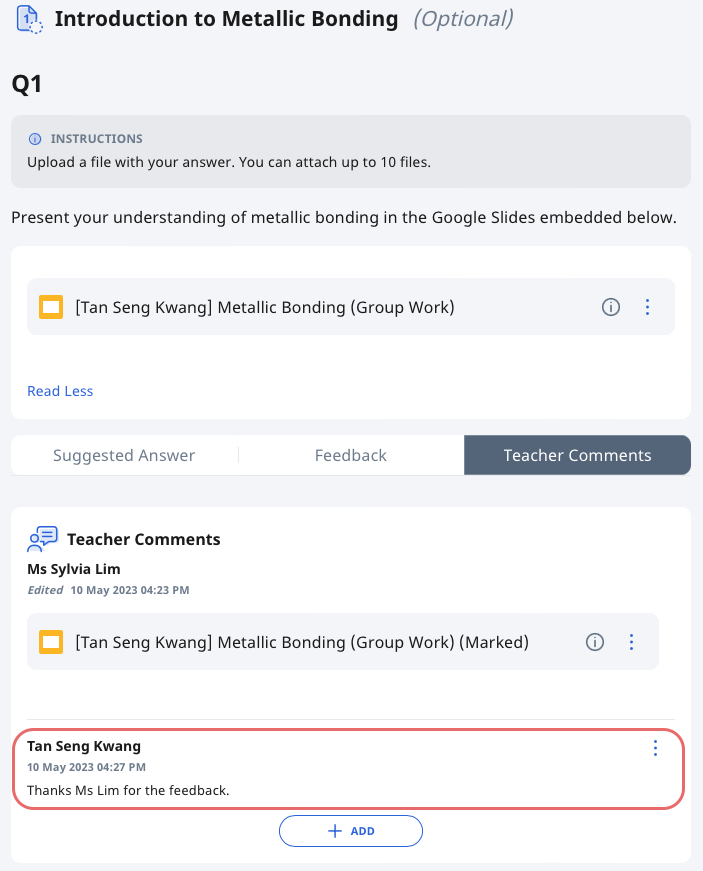 1
Introduction to Metallic Bonding (Optional)
Q1
INSTRUCTIONS
Upload a file with your answer. You can attach up to 10 files.
Present your understanding of metallic bonding in the Google Slides embedded below.
[Tan Seng Kwang] Metallic Bonding (Group Work)
Read Less
Suggested Answer
Feedback
Teacher Comments
Teacher Comments
Ms Sylvia Lim
Edited 10 May 2023 04:23 PM
[Tan Seng Kwang] Metallic Bonding (Group Work) (Marked)
Tan Seng Kwang
10 May 2023 04:27 PM
Thanks Ms Lim for the feedback.
+ ADD